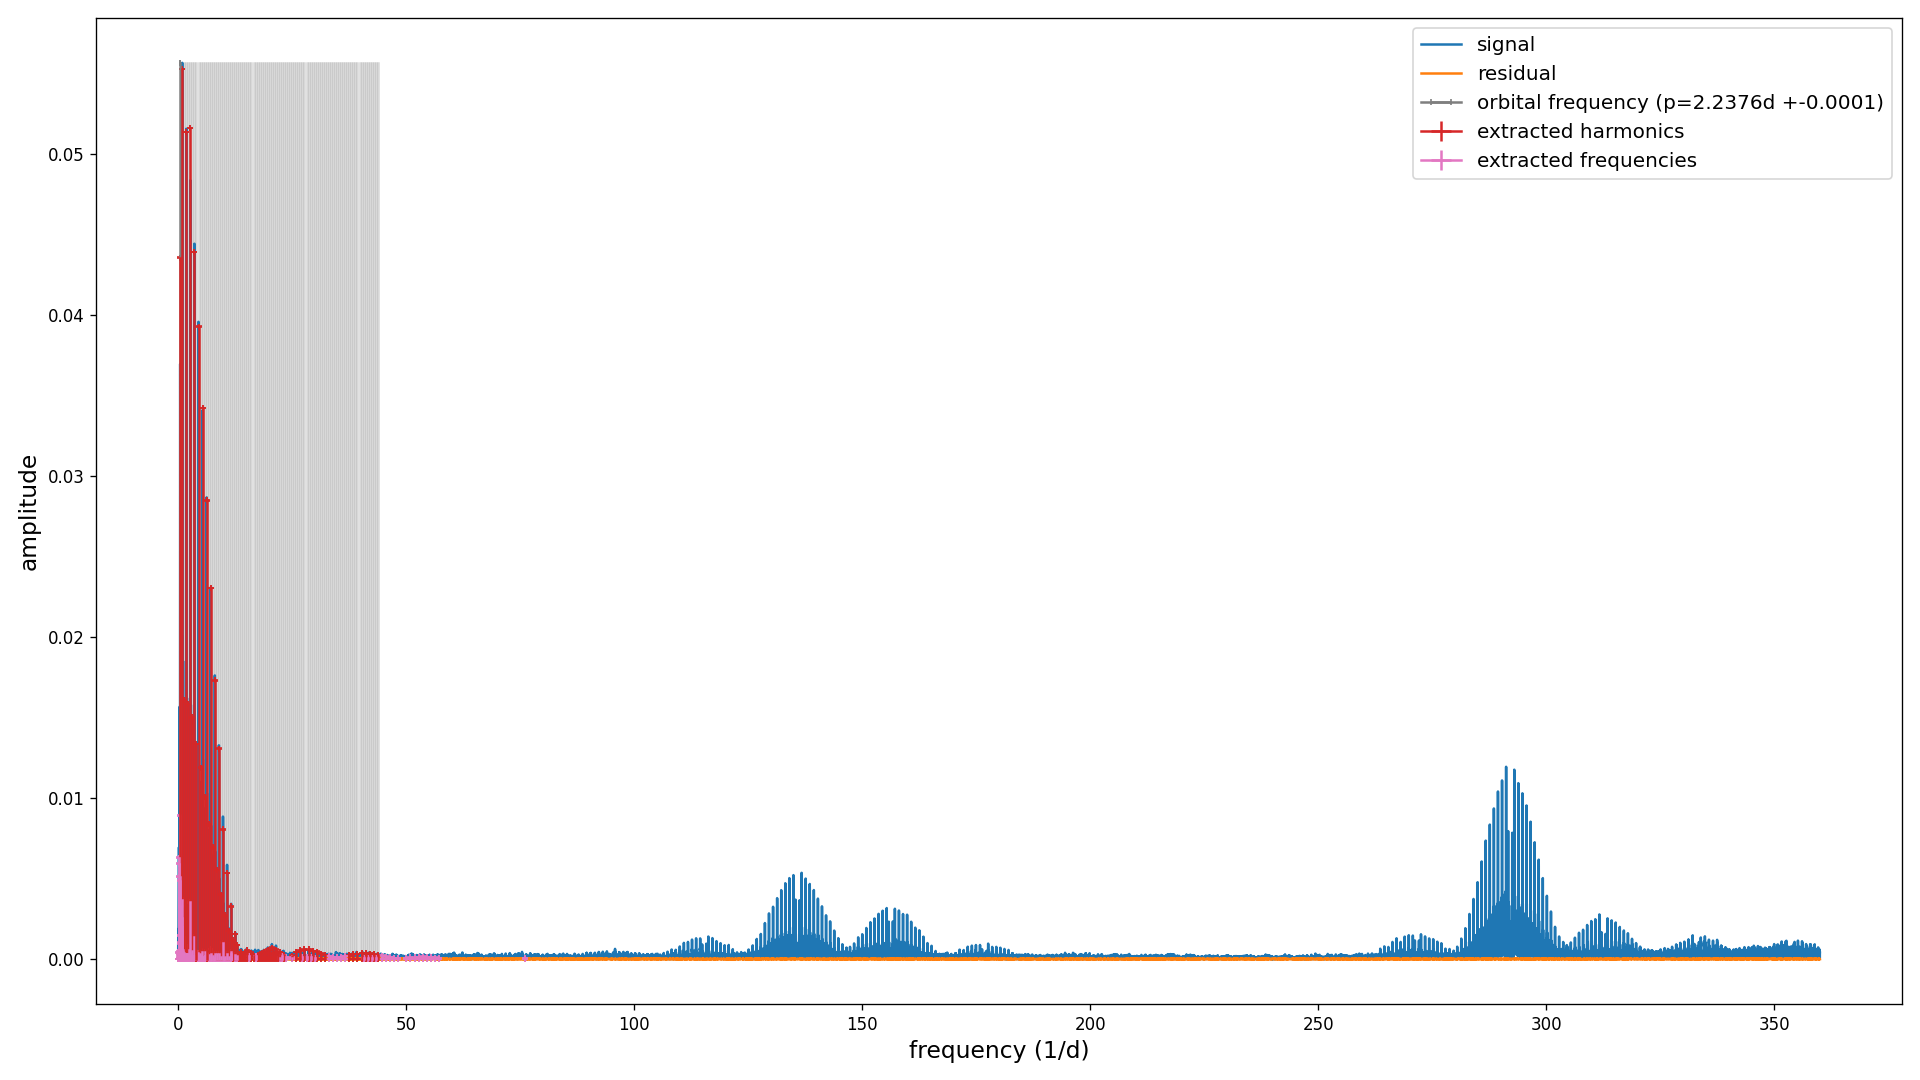 signal
residual
orbital frequency (p=2.2376d +-0.0001)
extracted harmonics
extracted frequencies
amplitude
0.05
0.04
0.03
0.02
0.01
0.00
0 50 100 150 200 250 300 350
frequency (1/d)